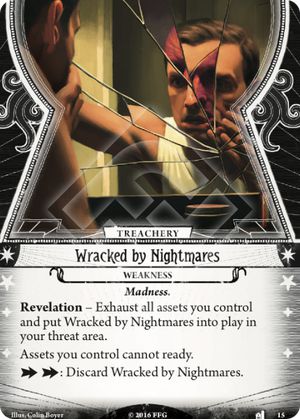 TREACHERY
Wracked by Nightmares
WEAKNESS
Madness.
Revelation – Exhaust all assets you control
and put Wracked by Nightmares into play in
your threat area.
Assets you control cannot ready.
: Discard Wracked by Nightmares.
Illus. Colin Boyer
© 2016 FFG
15